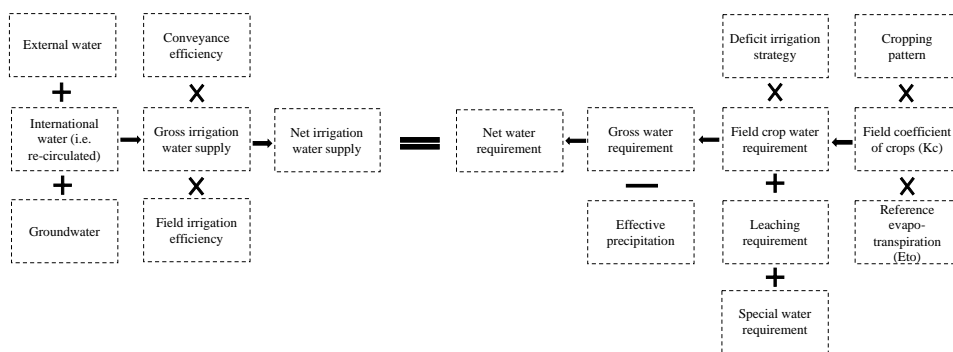 External water
Conveyance
efficiency
Deficit irrigation
strategy
Cropping
pattern
International
water (i.e.
re-circulated)
Gross irrigation
water supply
Net irrigation
water supply
Net water
requirement
Gross water
requirement
Field crop water
requirement
Field coefficient
of crops (Kc)
Groundwater
Field irrigation
efficiency
Effective
precipitation
Leaching
requirement
Reference
evapo-
transpiration
(Eto)
Special water
requirement